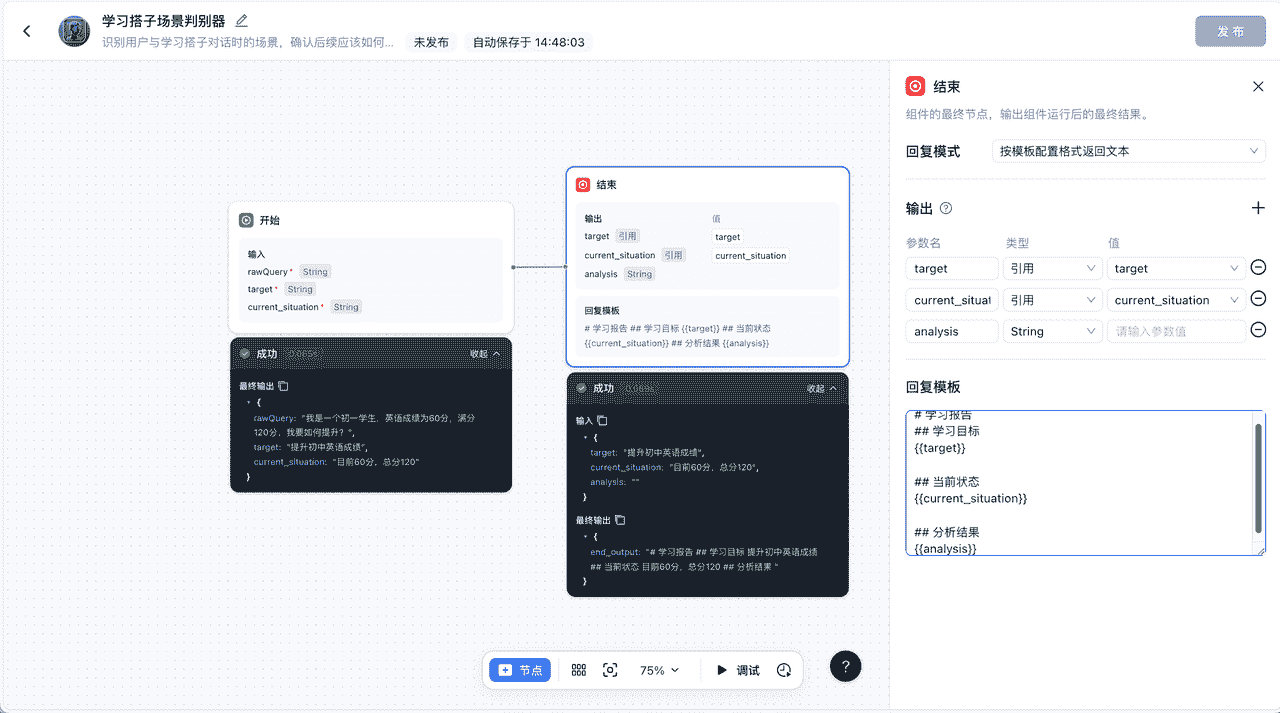 学习搭子场景判别器
识别用户与学习搭子对话时的场景，确认后续应该如何...
未发布
自动保存于 14:48:03
发 布
开始
输入
rawQuery* String
target* String
current_situation* String
成功 0.065s 收起
最终输出
{
rawQuery: "我是一个初一学生，英语成绩为60分，满分
120分，我要如何提升？",
target: "提升初中英语成绩",
current_situation: "目前60分，总分120"
}
结束
输出 值
target 引用 target
current_situation 引用 current_situation
analysis String
回复模板
# 学习报告 ## 学习目标 {{target}} ## 当前状态
{{current_situation}} ## 分析结果 {{analysis}}
成功 收起
输入
{
target: "提升初中英语成绩",
current_situation: "目前60分，总分120",
analysis: ""
}
最终输出
{
end_output: "# 学习报告 ## 学习目标 提升初中英语成绩
## 当前状态 目前60分，总分120 ## 分析结果 "
}
节点
75%
调试
?
结束
组件的最终节点，输出组件运行后的最终结果。
回复模式 按模板配置格式返回文本
输出 ?
参数名 类型 值
target 引用 target
current_situat 引用 current_situation
analysis String 请输入参数值
回复模板
# 学习报告
## 学习目标
{{target}}
## 当前状态
{{current_situation}}
## 分析结果
{{analysis}}